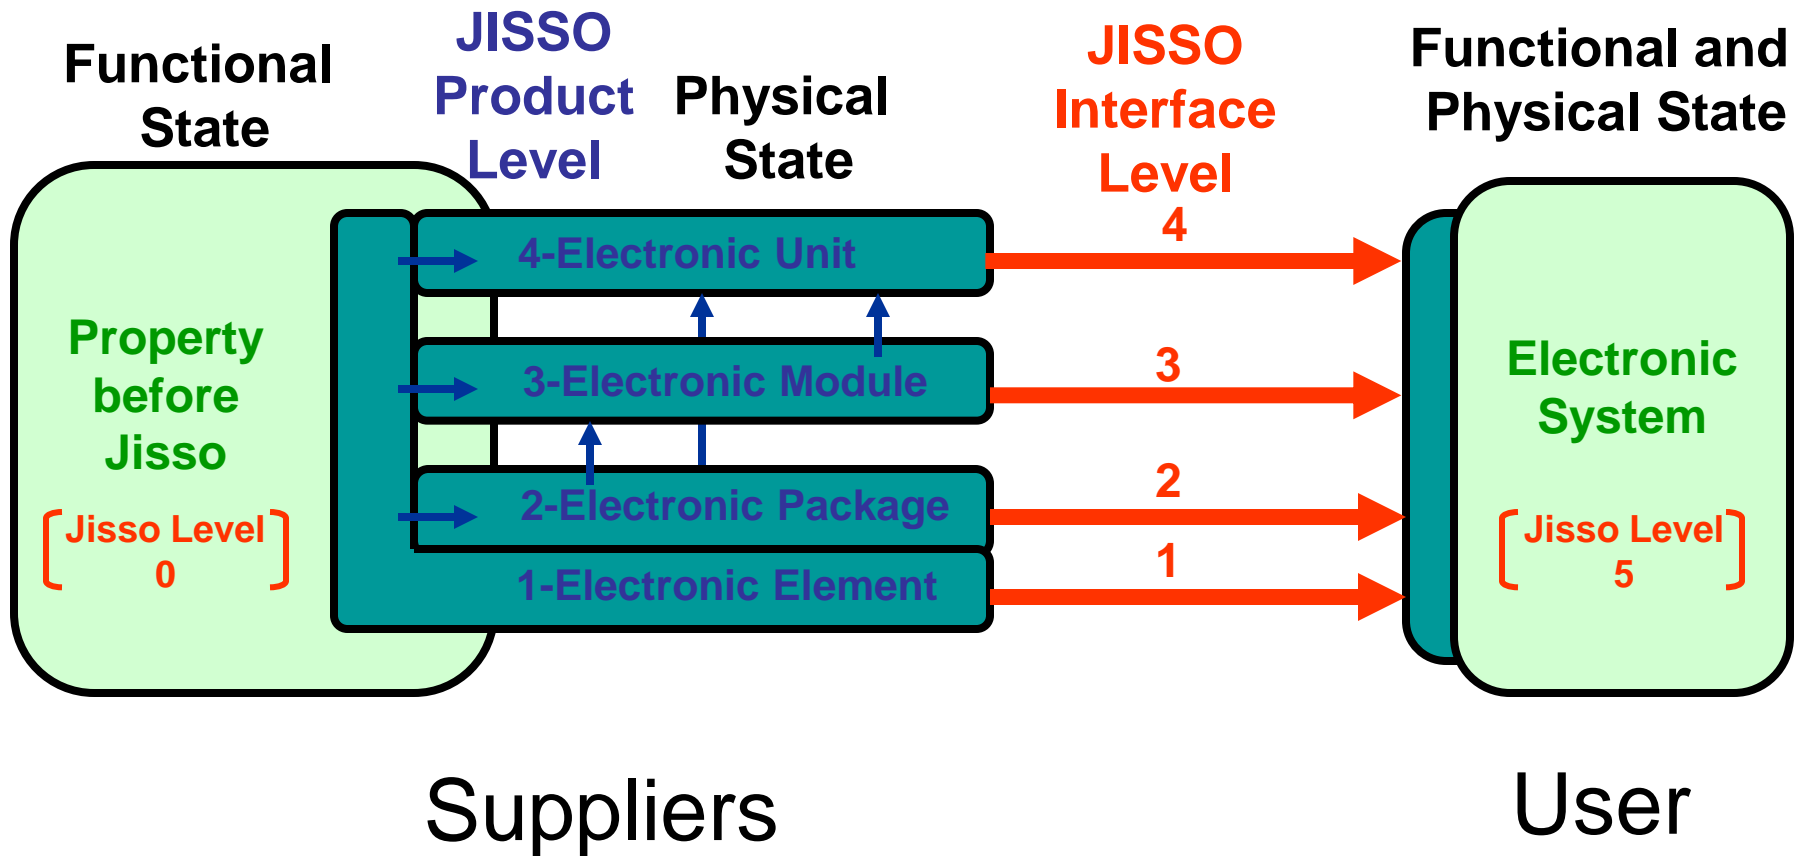 Functional
State
JISSO
Product
Level
Physical
State
JISSO
Interface
Level
Functional and
Physical State
4-Electronic Unit
4
3-Electronic Module
3
2-Electronic Package
2
1-Electronic Element
1
Property
before
Jisso
Jisso Level
0
Electronic
System
Jisso Level
5
Suppliers
User